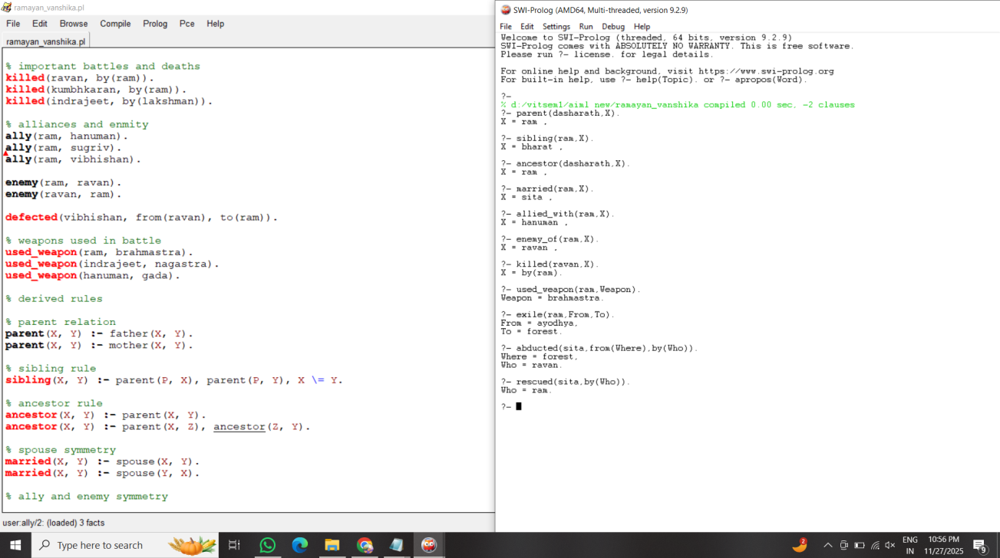 ramayan_vanshika.pl
File Edit Browse Compile Prolog Pce Help
ramayan_vanshika.pl
% important battles and deaths
killed(ravan, by(ram)).
killed(kumbhkaran, by(ram)).
killed(indrajeet, by(lakshman)).
% alliances and enmity
ally(ram, hanuman).
ally(ram, sugriv).
ally(ram, vibhishan).
enemy(ram, ravan).
enemy(ravan, ram).
defected(vibhishan, from(ravan), to(ram)).
% weapons used in battle
used_weapon(ram, brahmastra).
used_weapon(indrajeet, nagastra).
used_weapon(hanuman, gada).
% derived rules
% parent relation
parent(X, Y) :- father(X, Y).
parent(X, Y) :- mother(X, Y).
% sibling rule
sibling(X, Y) :- parent(P, X), parent(P, Y), X \= Y.
% ancestor rule
ancestor(X, Y) :- parent(X, Y).
ancestor(X, Y) :- parent(X, Z), ancestor(Z, Y).
% spouse symmetry
married(X, Y) :- spouse(X, Y).
married(X, Y) :- spouse(Y, X).
% ally and enemy symmetry
user:ally/2: (loaded) 3 facts
SWI-Prolog (AMD64, Multi-threaded, version 9.2.9)
File Edit Settings Run Debug Help
Welcome to SWI-Prolog (threaded, 64 bits, version 9.2.9)
SWI-Prolog comes with ABSOLUTELY NO WARRANTY. This is free software.
Please run ?- license. for legal details.
For online help and background, visit https://www.swi-prolog.org
For built-in help, use ?- help(Topic). or ?- apropos(Word).
?-
% d:/vitsem1/aiml new/ramayan_vanshika compiled 0.00 sec, -2 clauses
?- parent(dasharath,X).
X = ram .
?- sibling(ram,X).
X = bharat .
?- ancestor(dasharath,X).
X = ram .
?- married(ram,X).
X = sita .
?- allied_with(ram,X).
X = hanuman .
?- enemy_of(ram,X).
X = ravan .
?- killed(ravan,X).
X = by(ram).
?- used_weapon(ram,Weapon).
Weapon = brahmastra.
?- exile(ram,From,To).
From = ayodhya,
To = forest.
?- abducted(sita,from(Where),by(Who)).
Where = forest,
Who = ravan.
?- rescued(sita,by(Who)).
Who = ram.
?-
Type here to search
2
ENG
IN
10:56 PM
11/27/2025
9